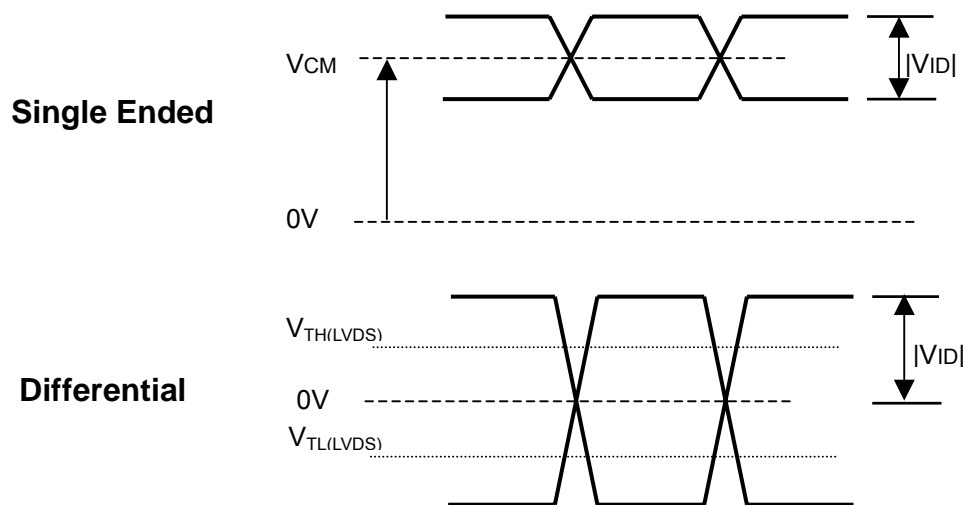 VCM
|VID|
Single Ended
0V
VTH(LVDS)
|VID|
Differential
0V
VTL(LVDS)